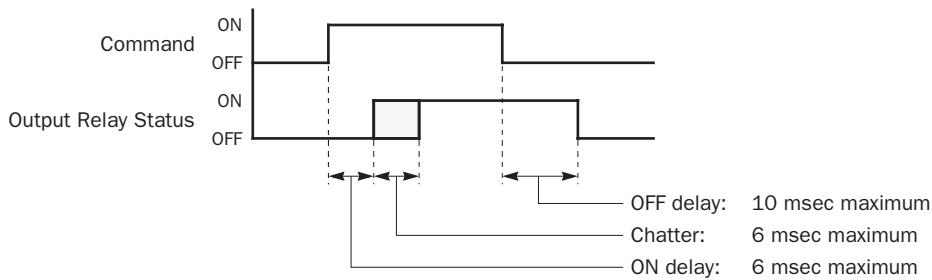 ON
Command
OFF
ON
Output Relay Status
OFF
OFF delay: 10 msec maximum
Chatter: 6 msec maximum
ON delay: 6 msec maximum